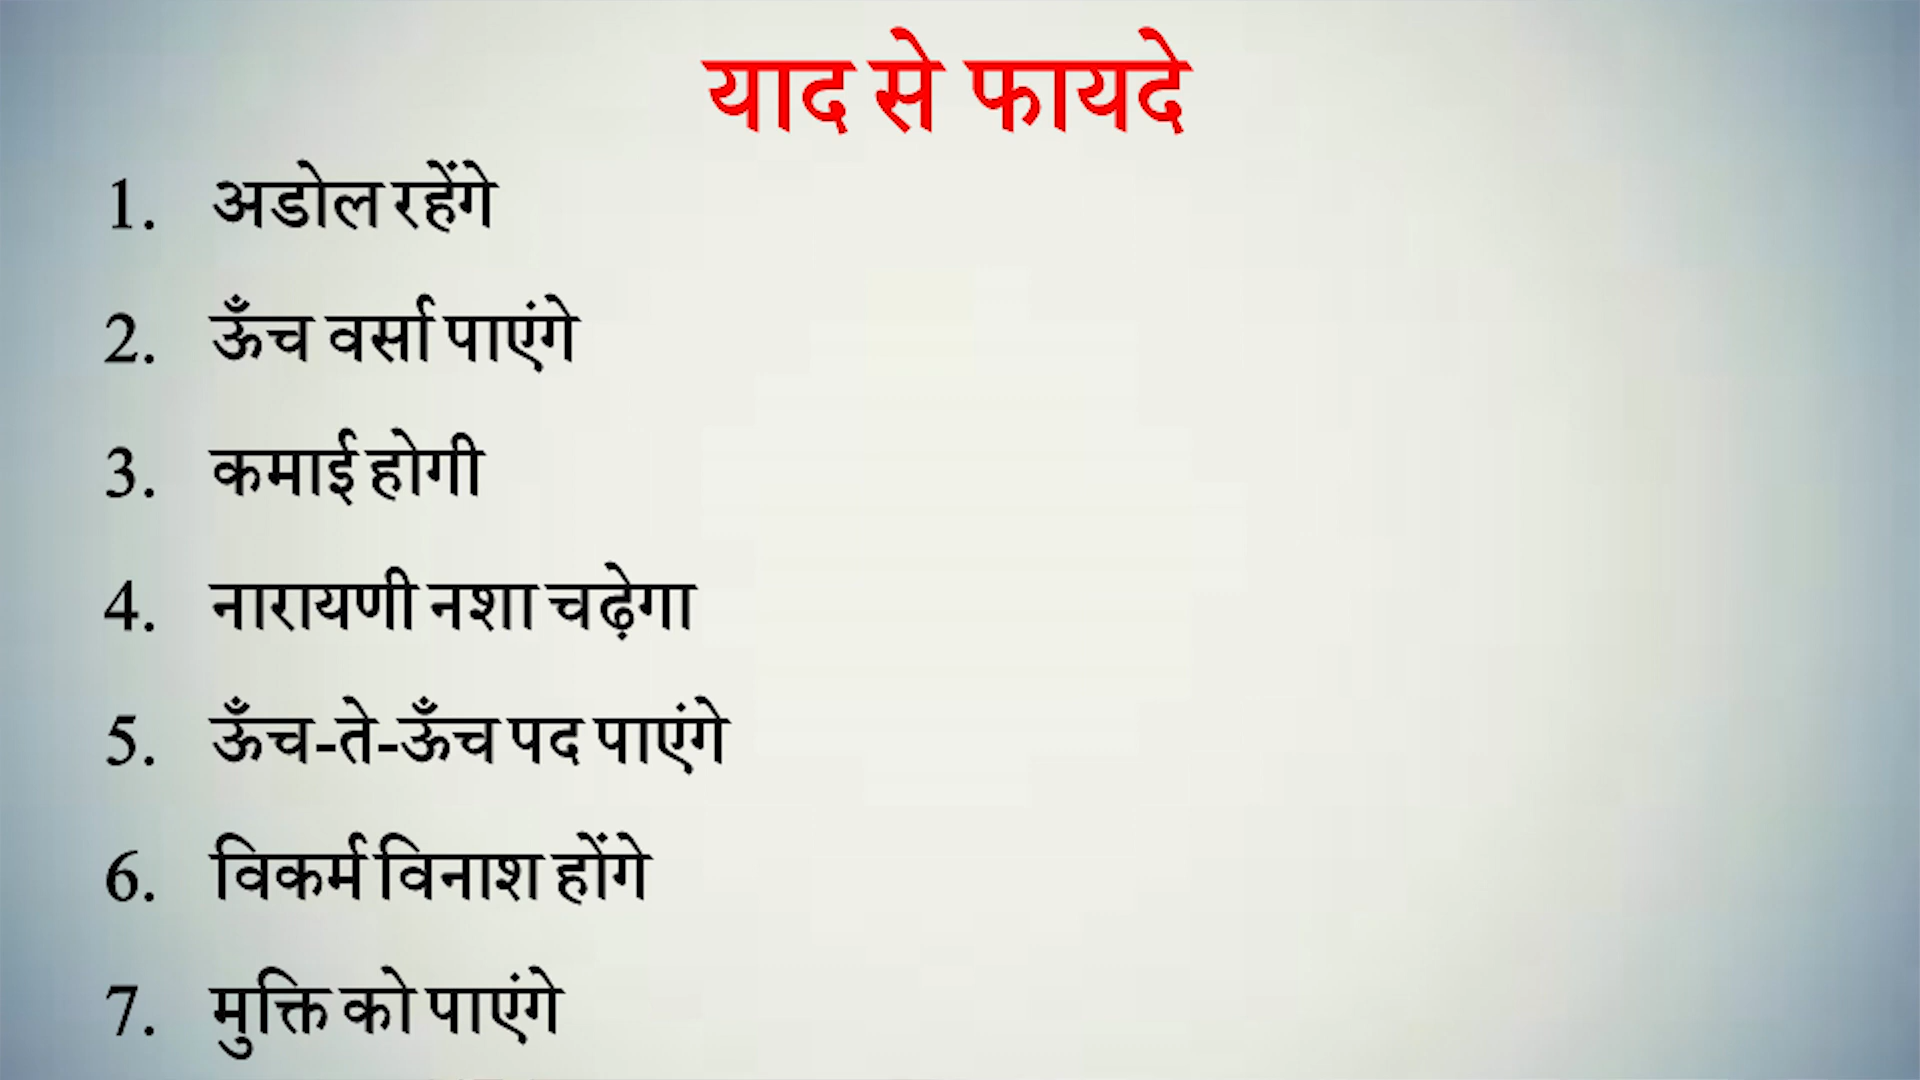 याद से फायदे
1. अडोल रहेंगे
2. ऊँच वर्सा पाएंगे
3. कमाई होगी
4. नारायणी नशा चढ़ेगा
5. ऊँच-ते-ऊँच पद पाएंगे
6. विकर्म विनाश होंगे
7. मुक्ति को पाएंगे